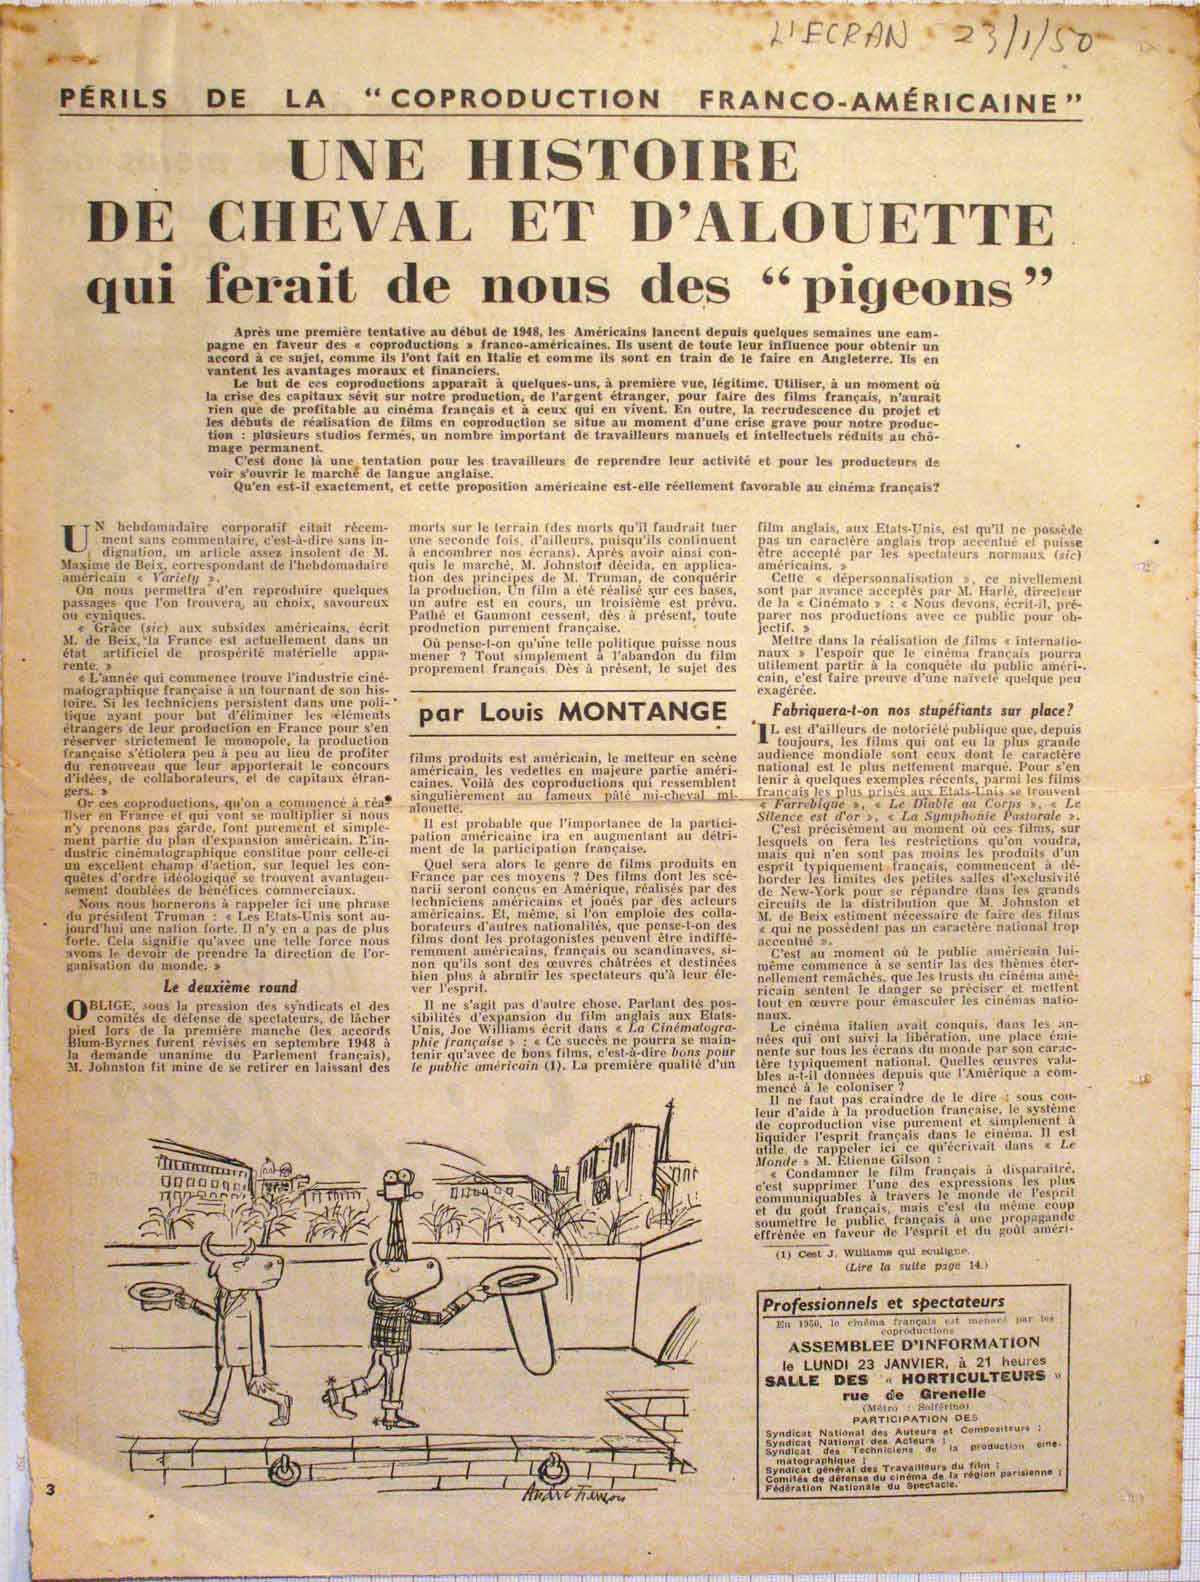 L'ECRAN 23/1/50
PÉRILS DE LA “COPRODUCTION FRANCO-AMÉRICAINE”
UNE HISTOIRE
DE CHEVAL ET D'ALOUETTE
qui ferait de nous des “pigeons”
Après une première tentative au début de 1948, les Américains lancent depuis quelques semaines une cam-
pagne en faveur des « coproductions » franco-américaines. Ils usent de toute leur influence pour obtenir un
accord à ce sujet, comme ils l'ont fait en Italie et comme ils sont en train de le faire en Angleterre. Ils en
vantent les avantages moraux et financiers.
Le but de ces coproductions apparaît à quelques-uns, à première vue, légitime. Utiliser, à un moment où
la crise des capitaux sévit sur notre production, de l'argent étranger, pour faire des films français, n'aurait
rien que de profitable au cinéma français et à ceux qui en vivent. En outre, la recrudescence du projet et
les débuts de réalisation de films en coproduction se situe au moment d'une crise grave pour notre produc-
tion : plusieurs studios fermés, un nombre important de travailleurs manuels et intellectuels réduits au chô-
mage permanent.
C'est donc là une tentation pour les travailleurs de reprendre leur activité et pour les producteurs de
voir s'ouvrir le marché de langue anglaise.
Qu'en est-il exactement, et cette proposition américaine est-elle réellement favorable au cinéma français?
UN hebdomadaire corporatif citait récem-
ment sans commentaire, c'est-à-dire sans in-
dignation, un article assez insolent de M.
Maxime de Beix, correspondant de l'hebdomadaire
américain « Variety ».
On nous permettra d'en reproduire quelques
passages que l'on trouvera, au choix, savoureux
ou cyniques.
« Grâce (sic) aux subsides américains, écrit
M. de Beix, la France est actuellement dans un
état artificiel de prospérité matérielle appa-
rente. »
« L'année qui commence trouve l'industrie ciné-
matographique française à un tournant de son his-
toire. Si les techniciens persistent dans une poli-
tique ayant pour but d'éliminer les éléments
étrangers de leur production en France pour s'en
réserver strictement le monopole, la production
française s'étiolera peu à peu au lieu de profiter
du renouveau que leur apporterait le concours
d'idées, de collaborateurs, et de capitaux étran-
gers. »
Or ces coproductions, qu'on a commencé à réa-
liser en France et qui vont se multiplier si nous
n'y prenons pas garde, font purement et simple-
ment partie du plan d'expansion américain. L'in-
dustrie cinématographique constitue pour celle-ci
un excellent champ d'action, sur lequel les con-
quêtes d'ordre idéologique se trouvent avantageu-
sement doublées de bénéfices commerciaux.
Nous nous bornerons à rappeler ici une phrase
du président Truman : « Les Etats-Unis sont au-
jourd'hui une nation forte. Il n'y en a pas de plus
forte. Cela signifie qu'avec une telle force nous
avons le devoir de prendre la direction de l'or-
ganisation du monde. »
Le deuxième round
OBLIGE, sous la pression des syndicats et des
comités de défense de spectateurs, de lâcher
pied lors de la première manche (les accords
Blum-Byrnes furent révisés en septembre 1948 à
la demande unanime du Parlement français),
M. Johnston fit mine de se retirer en laissant des
morts sur le terrain (des morts qu'il faudrait tuer
une seconde fois, d'ailleurs, puisqu'ils continuent
à encombrer nos écrans). Après avoir ainsi con-
quis le marché, M. Johnston décida, en applica-
tion des principes de M. Truman, de conquérir
la production. Un film a été réalisé sur ces bases,
un autre est en cours, un troisième est prévu.
Pathé et Gaumont cessent, dès à présent, toute
production purement française.
Où pense-t-on qu'une telle politique puisse nous
mener ? Tout simplement à l'abandon du film
proprement français. Dès à présent, le sujet des
par Louis MONTANGE
films produits est américain, le metteur en scène
américain, les vedettes en majeure partie améri-
caines. Voilà des coproductions qui ressemblent
singulièrement au fameux pâté mi-cheval mi-
alouette.
Il est probable que l'importance de la partici-
pation américaine ira en augmentant au détri-
ment de la participation française.
Quel sera alors le genre de films produits en
France par ces moyens ? Des films dont les scé-
narii seront conçus en Amérique, réalisés par des
techniciens américains et joués par des acteurs
américains. Et, même, si l'on emploie des colla-
borateurs d'autres nationalités, que pense-t-on des
films dont les protagonistes peuvent être indiffé-
remment américains, français ou scandinaves, si-
non qu'ils sont des œuvres châtrées et destinées
bien plus à abrutir les spectateurs qu'à leur éle-
ver l'esprit.
Il ne s'agit pas d'autre chose. Parlant des pos-
sibilités d'expansion du film anglais aux Etats-
Unis, Joe Williams écrit dans « La Cinématogra-
phie française » : « Ce succès ne pourra se main-
tenir qu'avec de bons films, c'est-à-dire bons pour
le public américain (1). La première qualité d'un
film anglais, aux Etats-Unis, est qu'il ne possède
pas un caractère anglais trop accentué et puisse
être accepté par les spectateurs normaux (sic)
américains. »
Cette « dépersonnalisation », ce nivellement
sont par avance acceptés par M. Harlé, directeur
de la « Cinémato » : « Nous devons, écrit-il, pré-
parer nos productions avec ce public pour ob-
jectif. »
Mettre dans la réalisation de films « internatio-
naux » l'espoir que le cinéma français pourra
utilement partir à la conquête du public améri-
cain, c'est faire preuve d'une naïveté quelque peu
exagérée.
Fabriquera-t-on nos stupéfiants sur place?
IL est d'ailleurs de notoriété publique que, depuis
toujours, les films qui ont eu la plus grande
audience mondiale sont ceux dont le caractère
national est le plus nettement marqué. Pour s'en
tenir à quelques exemples récents, parmi les films
français les plus prisés aux Etats-Unis se trouvent
« Farrebique », « Le Diable au Corps », « Le
Silence est d'or », « La Symphonie Pastorale ».
C'est précisément au moment où ces films, sur
lesquels on fera les restrictions qu'on voudra,
mais qui n'en sont pas moins les produits d'un
esprit typiquement français, commencent à dé-
border les limites des petites salles d'exclusivité
de New-York pour se répandre dans les grands
circuits de la distribution que M. Johnston et
M. de Beix estiment nécessaire de faire des films
« qui ne possèdent pas un caractère national trop
accentué ».
C'est au moment où le public américain lui-
même commence à se sentir las des thèmes éter-
nellement remâchés, que les trusts du cinéma amé-
ricain sentent le danger se préciser et mettent
tout en œuvre pour émasculer les cinémas natio-
naux.
Le cinéma italien avait conquis, dans les an-
nées qui ont suivi la libération, une place émi-
nente sur tous les écrans du monde par son carac-
tère typiquement national. Quelles œuvres vala-
bles a-t-il données depuis que l'Amérique a com-
mencé à le coloniser ?
Il ne faut pas craindre de le dire : sous cou-
leur d'aide à la production française, le système
de coproduction vise purement et simplement à
liquider l'esprit français dans le cinéma. Il est
utile de rappeler ici ce qu'écrivait dans « Le
Monde » M. Etienne Gilson :
« Condamner le film français à disparaître,
c'est supprimer l'une des expressions les plus
communiquables à travers le monde de l'esprit
et du goût français, mais c'est du même coup
soumettre le public français à une propagande
effrénée en faveur de l'esprit et du goût améri-
(1) C'est J. Williams qui souligne.
(Lire la suite page 14.)
Professionnels et spectateurs
En 1950, le cinéma français est menacé par les
coproductions
ASSEMBLEE D'INFORMATION
le LUNDI 23 JANVIER, à 21 heures
SALLE DES « HORTICULTEURS »
rue de Grenelle
(Métro : Solférino)
PARTICIPATION DES
Syndicat National des Auteurs et Compositeurs ;
Syndicat National des Acteurs ;
Syndicat des Techniciens de la production ciné-
matographique ;
Syndicat général des Travailleurs du film ;
Comités de défense du cinéma de la région parisienne ;
Fédération Nationale du Spectacle.
André François
3